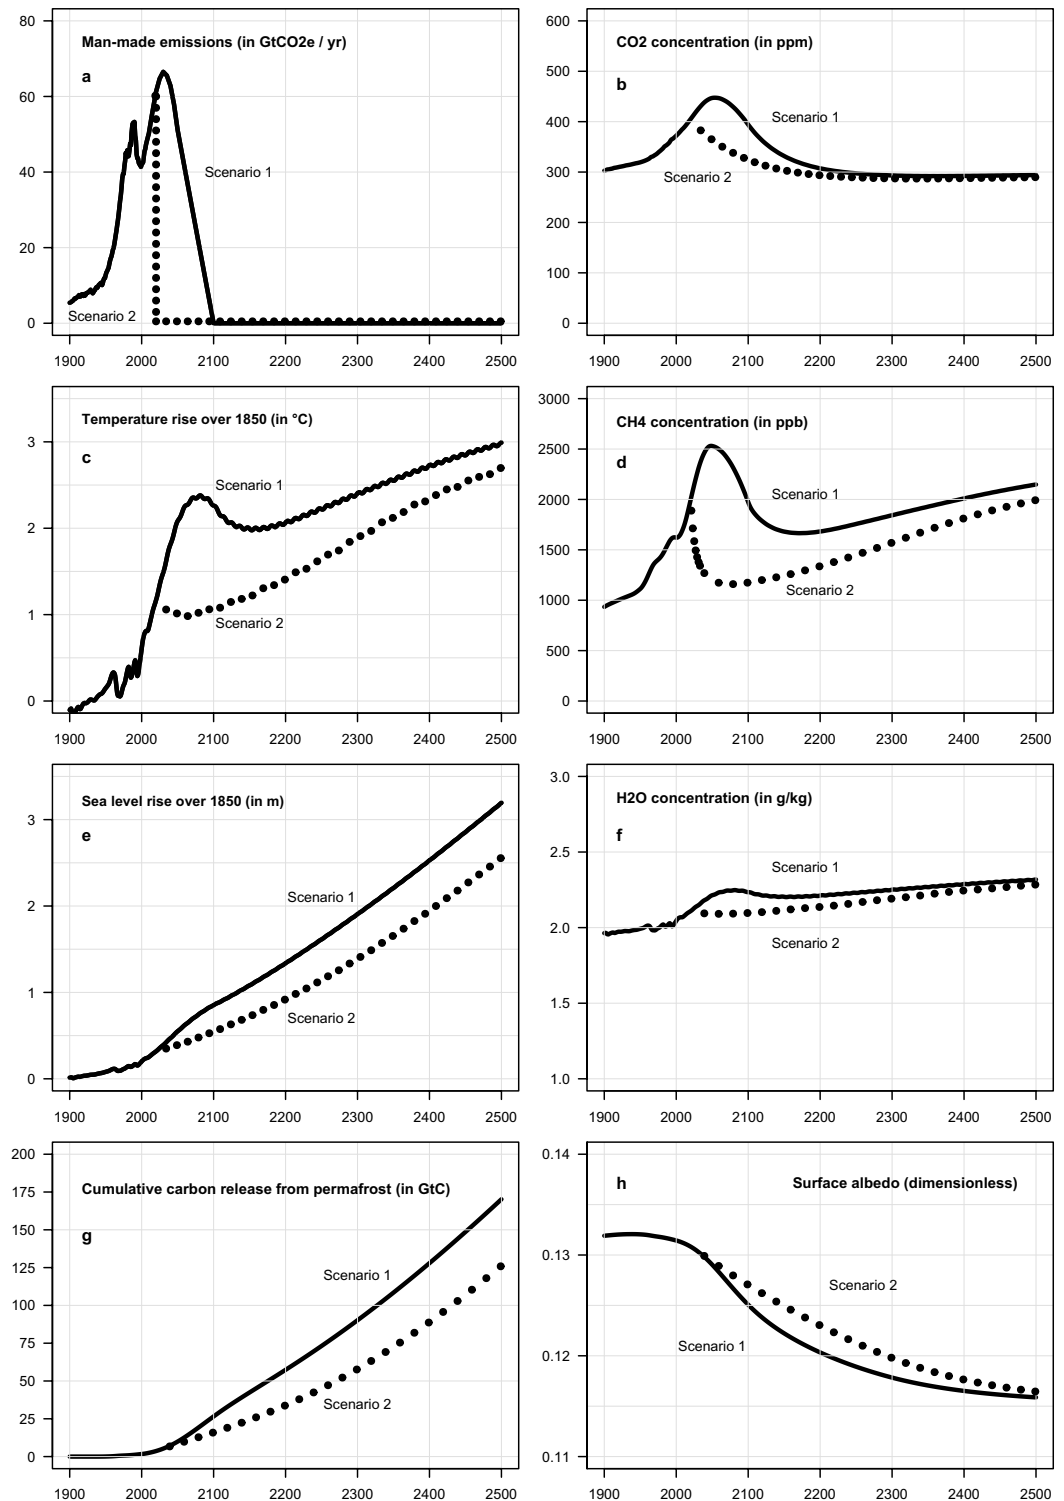 80
60
40
20
0
Man-made emissions (in GtCO2e / yr)
a
Scenario 1
Scenario 2
1900 2000 2100 2200 2300 2400 2500
600
500
400
300
200
100
0
CO2 concentration (in ppm)
b
Scenario 1
Scenario 2
1900 2000 2100 2200 2300 2400 2500
3
2
1
0
Temperature rise over 1850 (in °C)
c
Scenario 1
Scenario 2
1900 2000 2100 2200 2300 2400 2500
3000
2500
2000
1500
1000
500
0
CH4 concentration (in ppb)
d
Scenario 1
Scenario 2
1900 2000 2100 2200 2300 2400 2500
3
2
1
0
Sea level rise over 1850 (in m)
e
Scenario 1
Scenario 2
1900 2000 2100 2200 2300 2400 2500
3.0
2.5
2.0
1.5
1.0
H2O concentration (in g/kg)
f
Scenario 1
Scenario 2
1900 2000 2100 2200 2300 2400 2500
200
175
150
125
100
75
50
25
0
Cumulative carbon release from permafrost (in GtC)
g
Scenario 1
Scenario 2
1900 2000 2100 2200 2300 2400 2500
0.14
0.13
0.12
0.11
h
Surface albedo (dimensionless)
Scenario 2
Scenario 1
1900 2000 2100 2200 2300 2400 2500